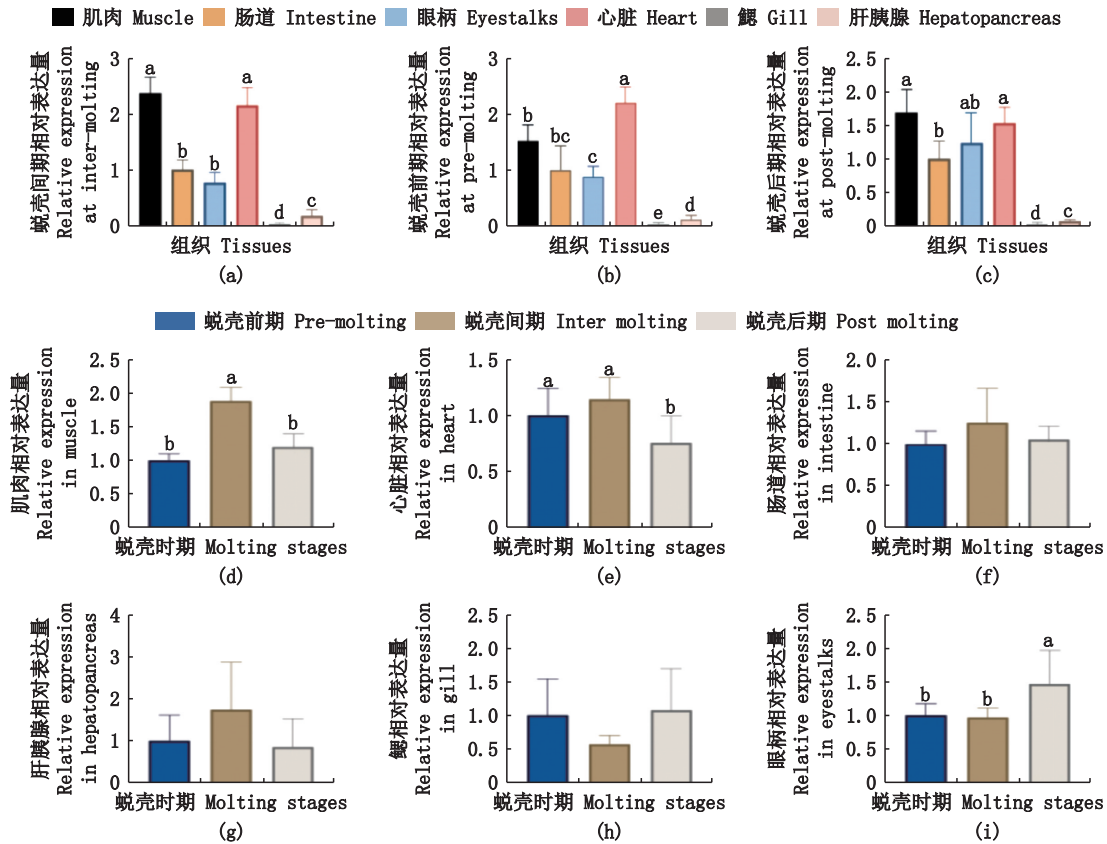 肌肉 Muscle 肠道 Intestine 眼柄 Eyestalks 心脏 Heart 鳃 Gill 肝胰腺 Hepatopancreas
蜕壳间期相对表达量
Relative expression
at inter-molting
3
2
1
0
a
b
b
a
d
c
组织 Tissues
(a)
蜕壳前期相对表达量
Relative expression
at pre-molting
3
2
1
0
b
bc
c
a
e
d
组织 Tissues
(b)
蜕壳后期相对表达量
Relative expression
at post-molting
2.5
2.0
1.5
1.0
0.5
0
a
b
ab
a
d
c
组织 Tissues
(c)
蜕壳前期 Pre-molting 蜕壳间期 Inter molting 蜕壳后期 Post molting
肌肉相对表达量
Relative expression
in muscle
2.5
2.0
1.5
1.0
0.5
0
b
a
b
蜕壳时期 Molting stages
(d)
心脏相对表达量
Relative expression
in heart
1.5
1.0
0.5
0
a
a
b
蜕壳时期 Molting stages
(e)
肠道相对表达量
Relative expression
in intestine
2.0
1.5
1.0
0.5
0
蜕壳时期 Molting stages
(f)
肝胰腺相对表达量
Relative expression
in hepatopancreas
4
3
2
1
0
蜕壳时期 Molting stages
(g)
鳃相对表达量
Relative expression
in gill
2.5
2.0
1.5
1.0
0.5
0
蜕壳时期 Molting stages
(h)
眼柄相对表达量
Relative expression
in eyestalks
2.5
2.0
1.5
1.0
0.5
0
b
b
a
蜕壳时期 Molting stages
(i)